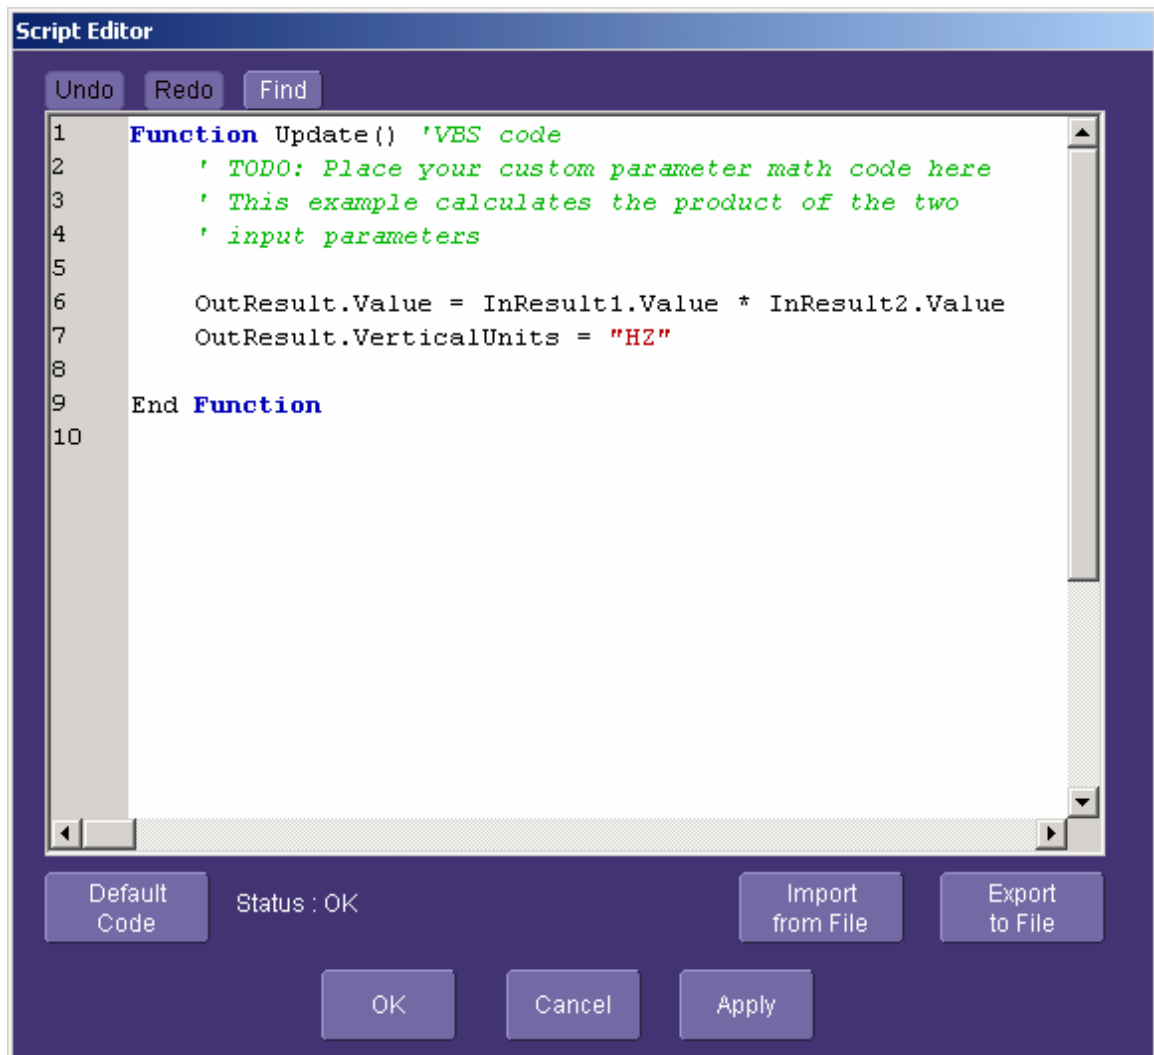 Script Editor
Undo Redo Find
1 Function Update() 'VBS code
2 ' TODO: Place your custom parameter math code here
3 ' This example calculates the product of the two
4 ' input parameters
5
6 OutResult.Value = InResult1.Value * InResult2.Value
7 OutResult.VerticalUnits = "HZ"
8
9 End Function
10
Default
Code
Status : OK
Import
from File
Export
to File
OK Cancel Apply